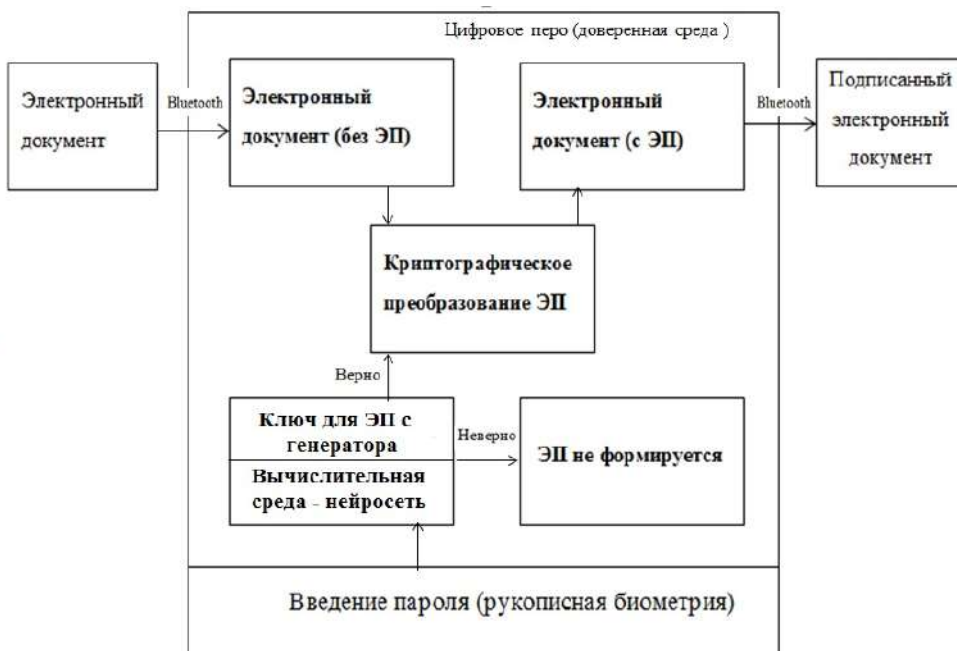 Цифровое перо (доверенная среда )
Электронный
документ
Bluetooth
Электронный
документ (без ЭП)
Электронный
документ (с ЭП)
Bluetooth
Подписанный
электронный
документ
Криптографическое
преобразование ЭП
Верно
Ключ для ЭП с
генератора
Вычислительная
среда - нейросеть
Неверно
ЭП не формируется
Введение пароля (рукописная биометрия)